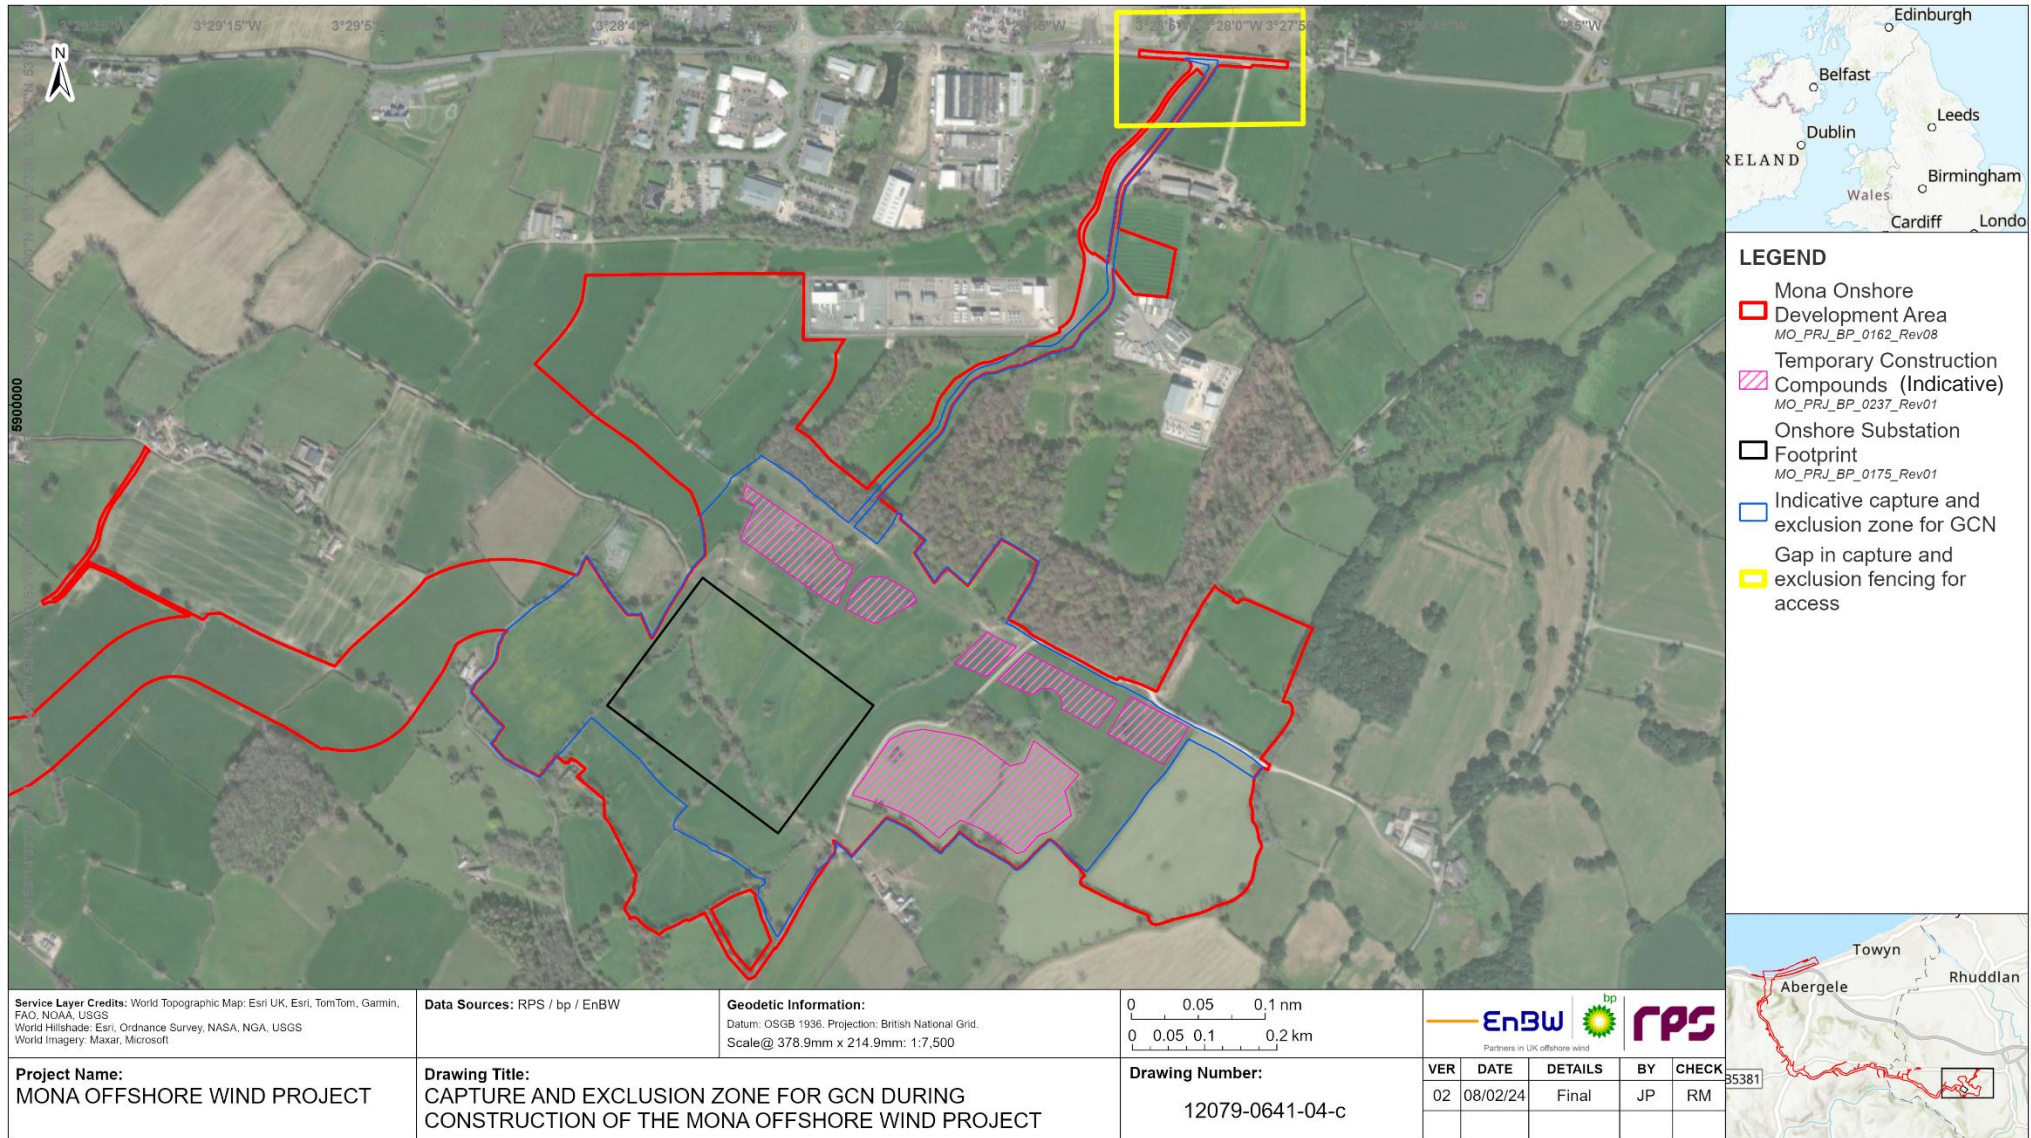 3°29'15"W
N
5900000
Edinburgh
Belfast
Leeds
Dublin
RELAND
Birmingham
Wales
Cardiff
Londo
LEGEND
Mona Onshore
Development Area
MO_PRJ_BP_0162_Rev08
Temporary Construction
Compounds (Indicative)
MO_PRJ_BP_0237_Rev01
Onshore Substation
Footprint
MO_PRJ_BP_0175_Rev01
Indicative capture and
exclusion zone for GCN
Gap in capture and
exclusion fencing for
access
Towyn
Rhuddlan
Abergele
35381
Service Layer Credits: World Topographic Map: Esri UK, Esri, TomTom, Garmin,
FAO, NOAA, USGS
World Hillshade: Esri, Ordnance Survey, NASA, NGA, USGS
World Imagery: Maxar, Microsoft
Data Sources: RPS / bp / EnBW
Geodetic Information:
Datum: OSGB 1936. Projection: British National Grid.
Scale@ 378.9mm x 214.9mm: 1:7,500
0 0.05 0.1 nm
0 0.05 0.1 0.2 km
EnBW
bp
rps
Partners in UK offshore wind
Project Name:
MONA OFFSHORE WIND PROJECT
Drawing Title:
CAPTURE AND EXCLUSION ZONE FOR GCN DURING
CONSTRUCTION OF THE MONA OFFSHORE WIND PROJECT
Drawing Number:
12079-0641-04-c
VER DATE DETAILS BY CHECK
02 08/02/24 Final JP RM